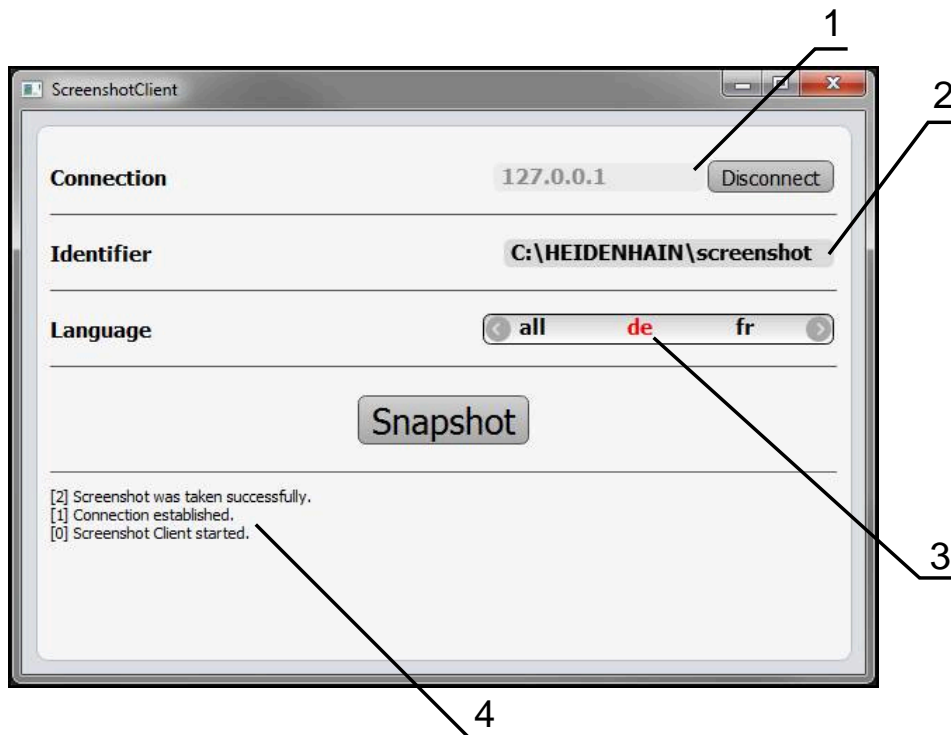 1
ScreenshotClient
2
Connection 127.0.0.1 Disconnect
Identifier C:\HEIDENHAIN\screenshot
Language all de fr
Snapshot
[2] Screenshot was taken successfully.
[1] Connection established.
[0] Screenshot Client started.
3
4